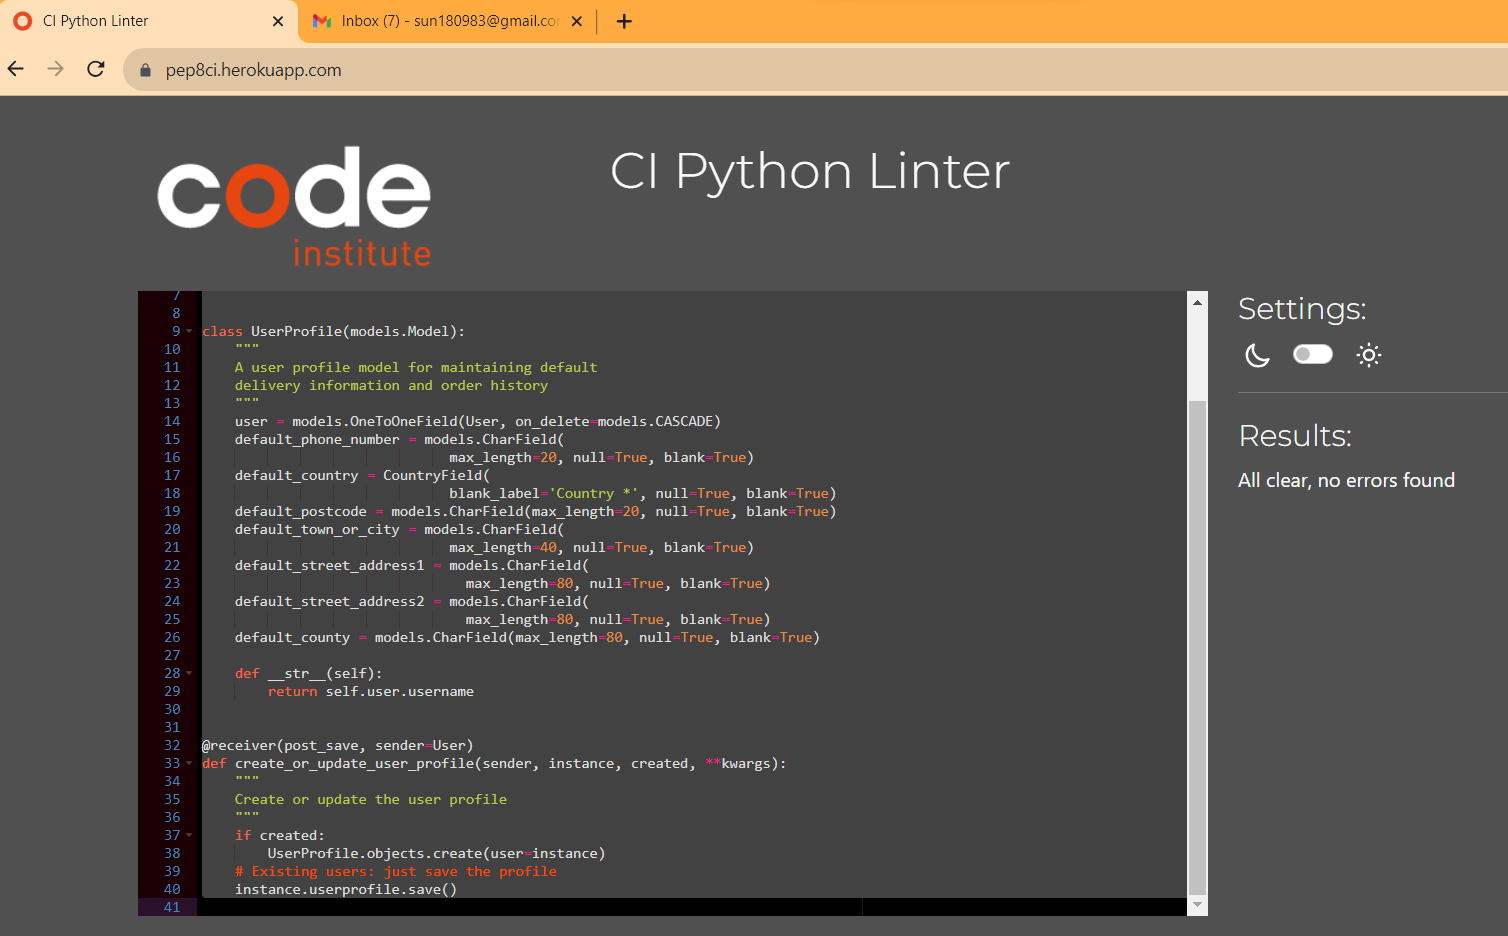 CI Python Linter
Inbox (7) - sun180983@gmail.co
pep8ci.herokuapp.com
code
institute
CI Python Linter
7
8
9 class UserProfile(models.Model):
10     """
11     A user profile model for maintaining default
12     delivery information and order history
13     """
14     user = models.OneToOneField(User, on_delete=models.CASCADE)
15     default_phone_number = models.CharField(
16                               max_length=20, null=True, blank=True)
17     default_country = CountryField(
18                               blank_label='Country *', null=True, blank=True)
19     default_postcode = models.CharField(max_length=20, null=True, blank=True)
20     default_town_or_city = models.CharField(
21                               max_length=40, null=True, blank=True)
22     default_street_address1 = models.CharField(
23                                 max_length=80, null=True, blank=True)
24     default_street_address2 = models.CharField(
25                                 max_length=80, null=True, blank=True)
26     default_county = models.CharField(max_length=80, null=True, blank=True)
27
28     def __str__(self):
29         return self.user.username
30
31
32 @receiver(post_save, sender=User)
33 def create_or_update_user_profile(sender, instance, created, **kwargs):
34     """
35     Create or update the user profile
36     """
37     if created:
38         UserProfile.objects.create(user=instance)
39     # Existing users: just save the profile
40     instance.userprofile.save()
41
Settings:
Results:
All clear, no errors found